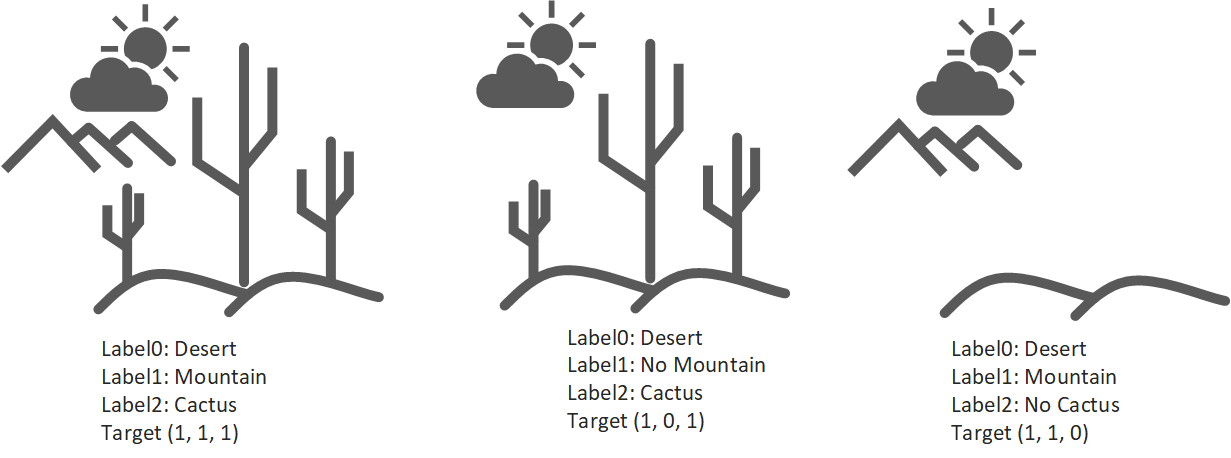 Label0: Desert
Label1: Mountain
Label2: Cactus
Target (1, 1, 1)
Label0: Desert
Label1: No Mountain
Label2: Cactus
Target (1, 0, 1)
Label0: Desert
Label1: Mountain
Label2: No Cactus
Target (1, 1, 0)